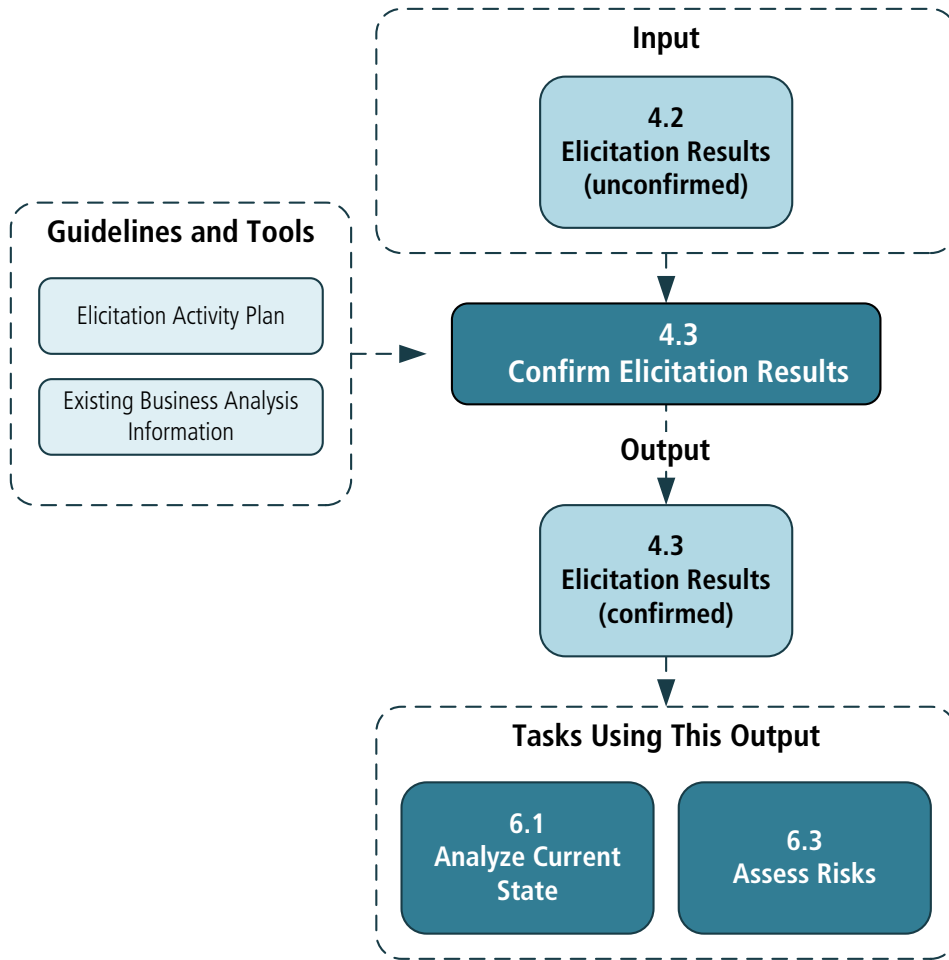 Input
4.2
Elicitation Results
(unconfirmed)
Guidelines and Tools
Elicitation Activity Plan
Existing Business Analysis
Information
4.3
Confirm Elicitation Results
Output
4.3
Elicitation Results
(confirmed)
Tasks Using This Output
6.1
Analyze Current
State
6.3
Assess Risks